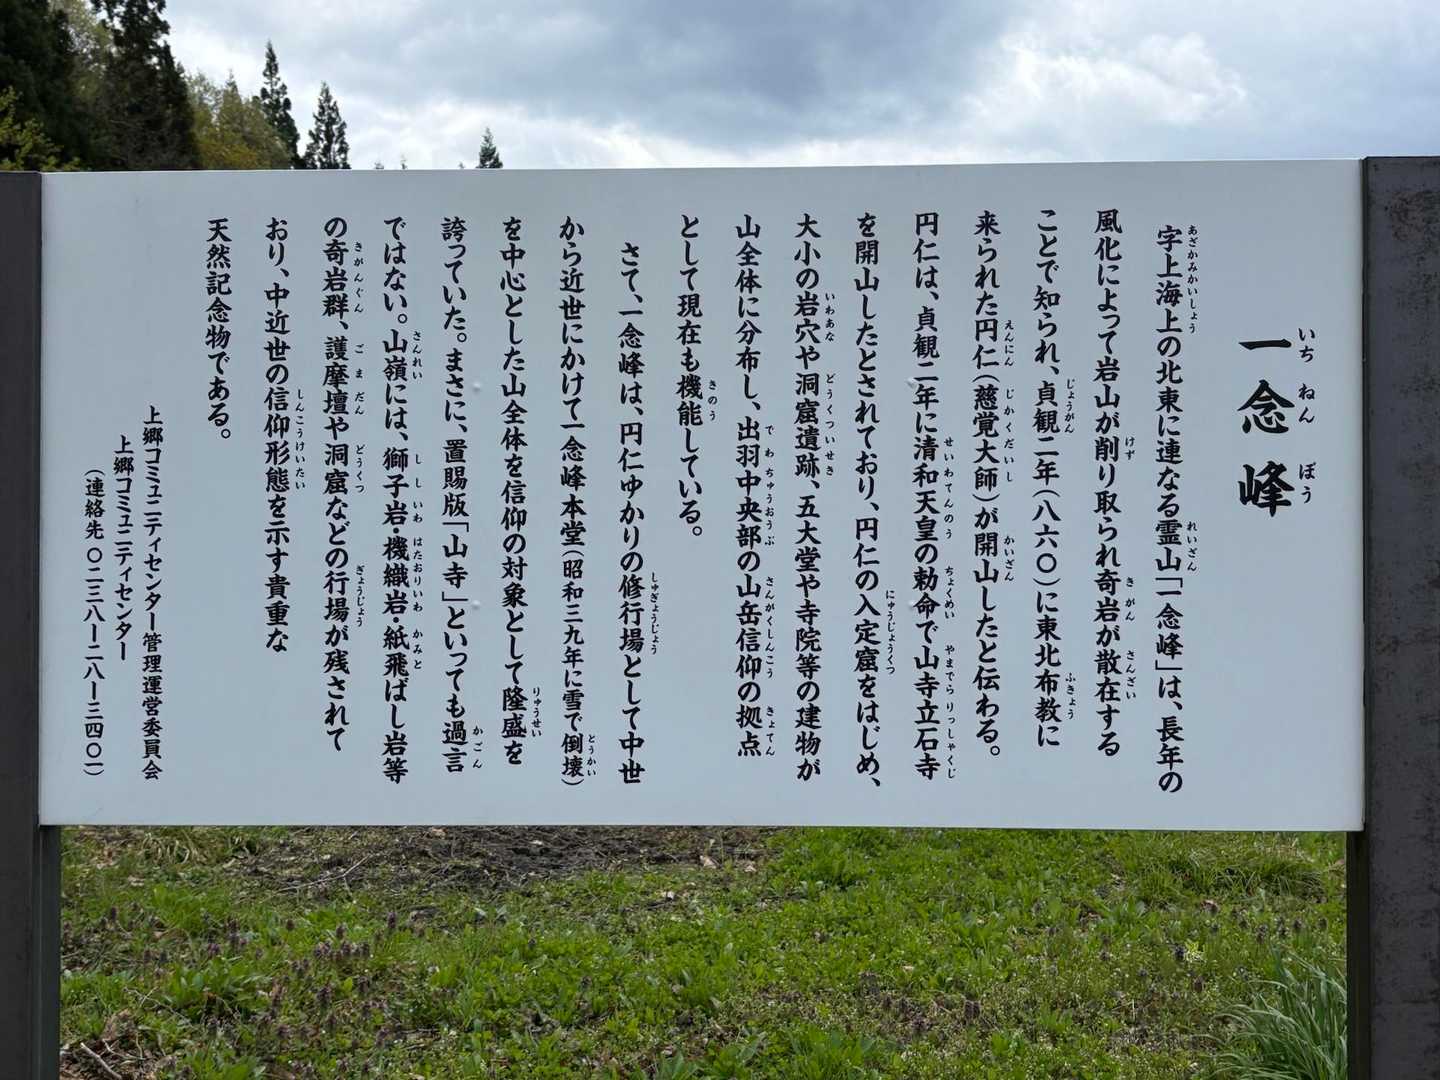 一念峰
字上海上の北東に連なる霊山「一念峰」は、長年の
風化によって岩山が削り取られ奇岩が散在する
ことで知られ、貞観二年(八六〇)に東北布教に
来られた円仁(慈覚大師)が開山したと伝わる。
円仁は、貞観二年に清和天皇の勅命で山寺立石寺
を開山したとされており、円仁の入定窟をはじめ、
大小の岩穴や洞窟遺跡、五大堂や寺院等の建物が
山全体に分布し、出羽中央部の山岳信仰の拠点
として現在も機能している。
さて、一念峰は、円仁ゆかりの修行場として中世
から近世にかけて一念峰本堂(昭和三九年に雪で倒壊)
を中心とした山全体を信仰の対象として隆盛を
誇っていた。まさに、置賜版「山寺」といっても過言
ではない。山嶺には、獅子岩・機織岩・紙飛ばし岩等
の奇岩群、護摩壇や洞窟などの行場が残されて
おり、中近世の信仰形態を示す貴重な
天然記念物である。
上郷コミュニティセンター管理運営委員会
上郷コミュニティセンター
(連絡先 〇二三八ー二八ー三四〇一)